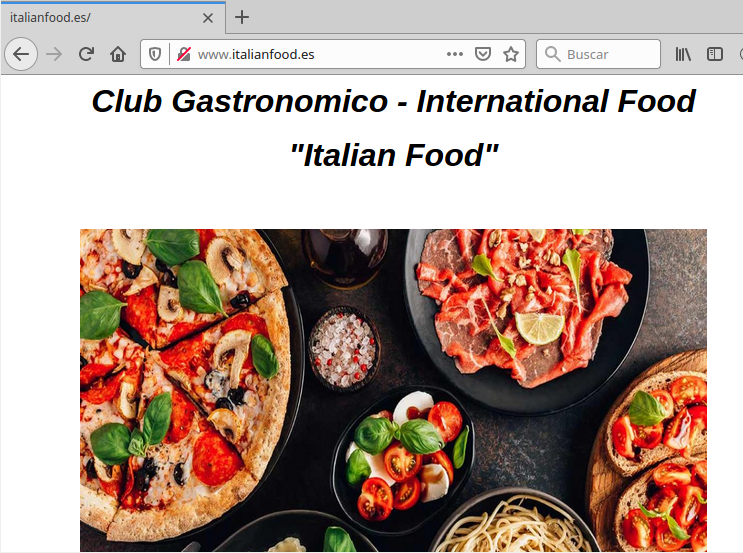 italianfood.es/
www.italianfood.es
Buscar
Club Gastronomico - International Food
"Italian Food"